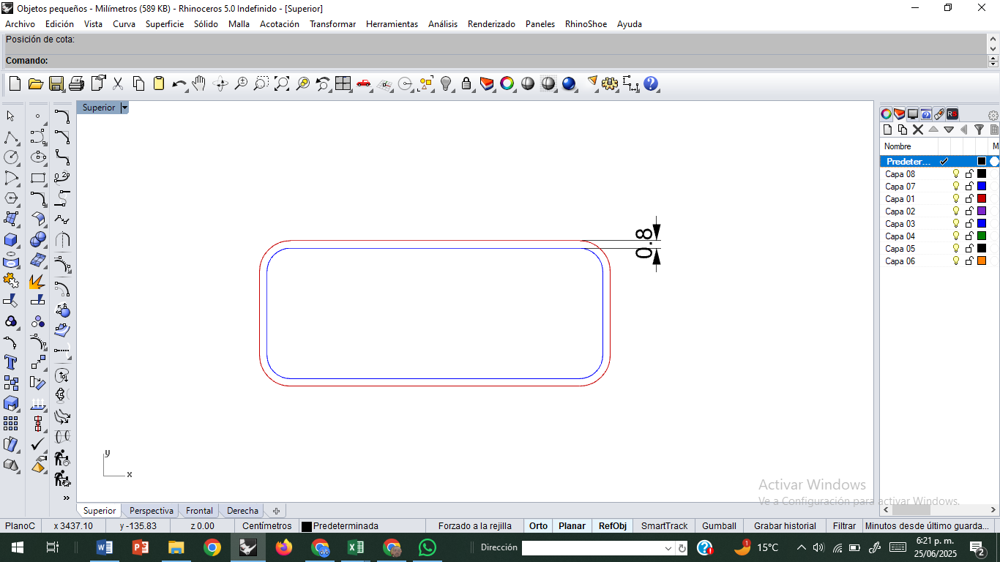 Objetos pequeños - Milímetros (589 KB) - Rhinoceros 5.0 Indefinido - [Superior]
Archivo Edición Vista Curva Superficie Sólido Malla Acotación Transformar Herramientas Análisis Renderizado Paneles RhinoShoe Ayuda
Posición de cota:
Comando:
Superior
Nombre M
Predeter...
Capa 08
Capa 07
Capa 01
Capa 02
Capa 03
Capa 04
Capa 05
Capa 06
0.8
y
x
Activar Windows
Ve a Configuración para activar Windows.
Superior Perspectiva Frontal Derecha
PlanoC x 3437.10 y -135.83 z 0.00 Centímetros Predeterminada Forzado a la rejilla Orto Planar RefObj SmartTrack Gumball Grabar historial Filtrar Minutos desde último guarda...
Dirección 15°C 6:21 p. m.
25/06/2025